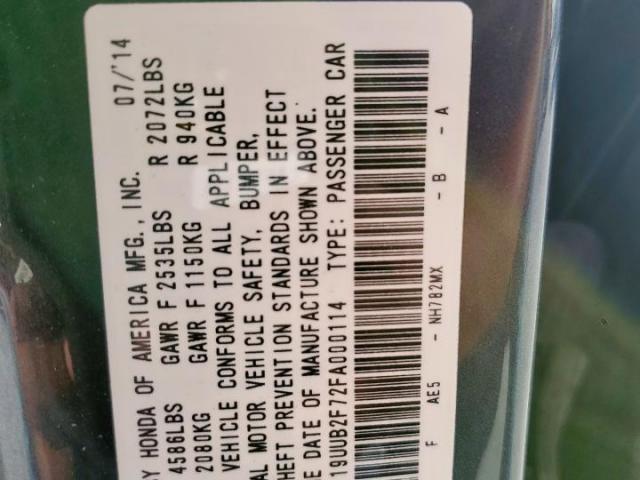 Y HONDA OF AMERICA MFG., INC. 07/'14
4586LBS GAWR F 2535LBS R 2072LBS
2080KG GAWR F 1150KG R 940KG
VEHICLE CONFORMS TO ALL APPLICABLE
AL MOTOR VEHICLE SAFETY, BUMPER,
HEFT PREVENTION STANDARDS IN EFFECT
E DATE OF MANUFACTURE SHOWN ABOVE.
19UUB2F72FA000114 TYPE: PASSENGER CAR
F AE5 - NH782MX - B - A